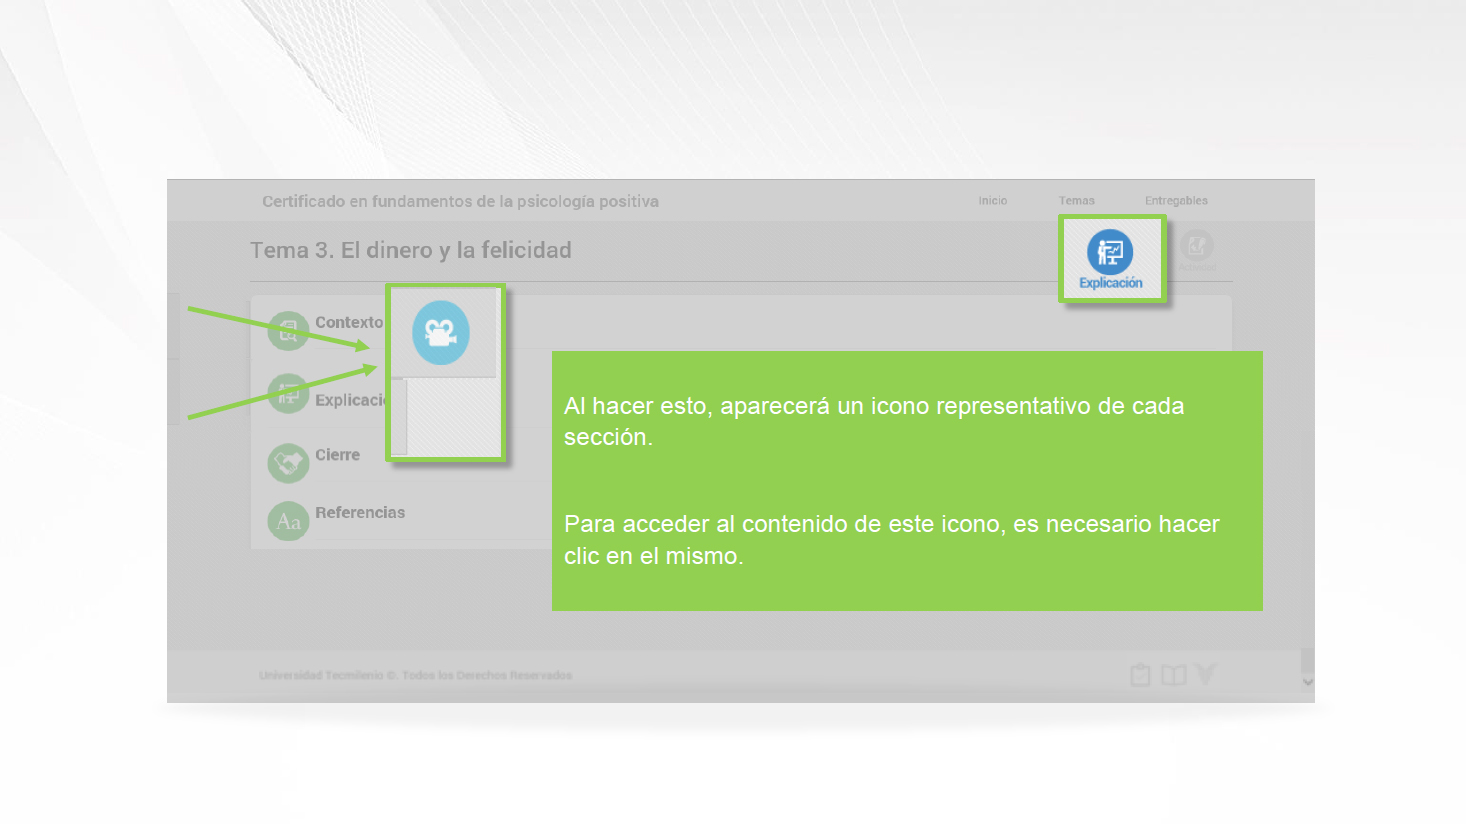 Certificado en fundamentos de la psicología positiva
Inicio
Temas
Entregables
Tema 3. El dinero y la felicidad
Explicación
Contexto
Explicació
Cierre
Aa
Referencias
Al hacer esto, aparecerá un icono representativo de cada
sección.
Para acceder al contenido de este icono, es necesario hacer
clic en el mismo.
Universidad Tecmilenio ©. Todos los Derechos Reservados